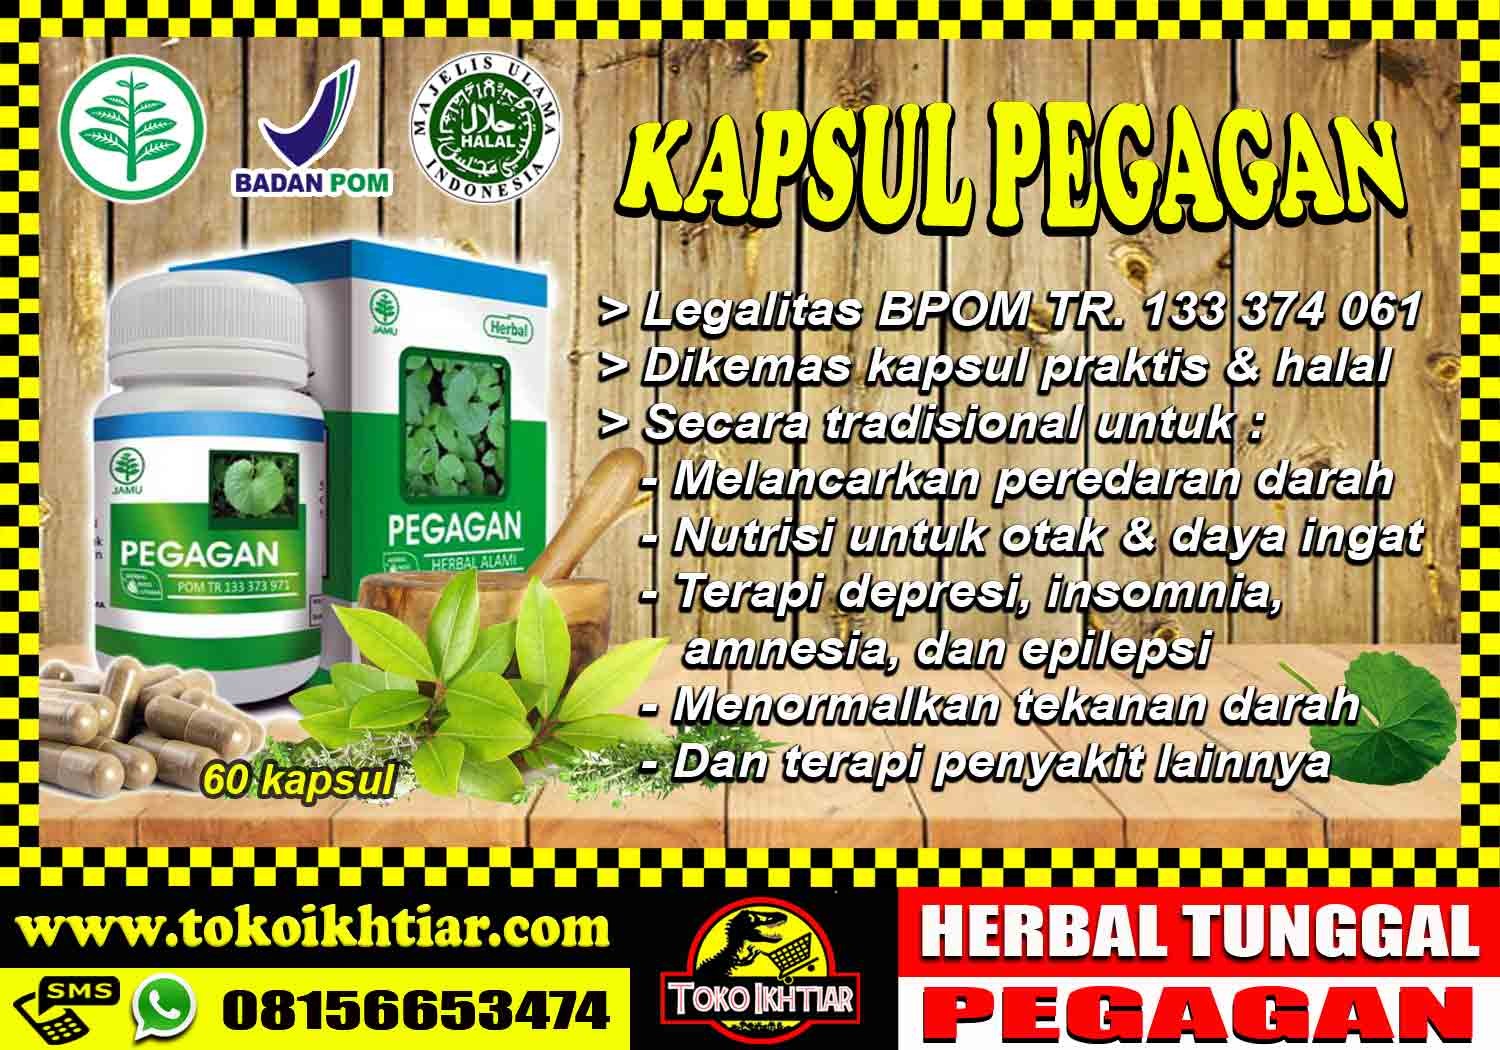 BADAN POM
MAJELIS ULAMA INDONESIA
حلال
HALAL
KAPSUL PEGAGAN
> Legalitas BPOM TR. 133 374 061
> Dikemas kapsul praktis & halal
> Secara tradisional untuk :
- Melancarkan peredaran darah
- Nutrisi untuk otak & daya ingat
- Terapi depresi, insomnia,
amnesia, dan epilepsi
- Menormalkan tekanan darah
- Dan terapi penyakit lainnya
JAMU
Herbal
PEGAGAN
HERBAL ALAMI
JAMU
PEGAGAN
POM TR 133 373 971
60 kapsul
www.tokoikhtiar.com
SMS
08156653474
TOKO IKHTIAR
HERBAL TUNGGAL
PEGAGAN